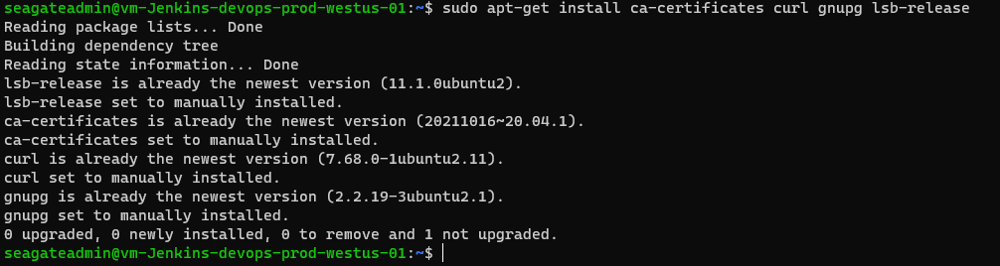 seagateadmin@vm-Jenkins-devops-prod-westus-01:~$ sudo apt-get install ca-certificates curl gnupg lsb-release
Reading package lists... Done
Building dependency tree
Reading state information... Done
lsb-release is already the newest version (11.1.0ubuntu2).
lsb-release set to manually installed.
ca-certificates is already the newest version (20211016~20.04.1).
ca-certificates set to manually installed.
curl is already the newest version (7.68.0-1ubuntu2.11).
curl set to manually installed.
gnupg is already the newest version (2.2.19-3ubuntu2.1).
gnupg set to manually installed.
0 upgraded, 0 newly installed, 0 to remove and 1 not upgraded.
seagateadmin@vm-Jenkins-devops-prod-westus-01:~$